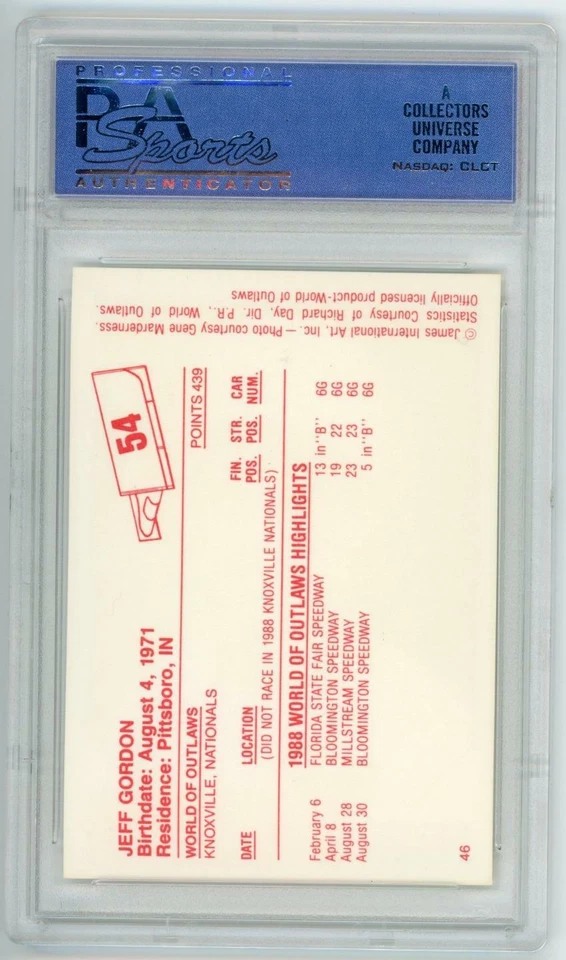 PROFESSIONAL
PSA
Sports
AUTHENTICATOR
A
COLLECTORS
UNIVERSE
COMPANY
NASDAQ: CLCT
JEFF GORDON
Birthdate: August 4, 1971
Residence: Pittsboro, IN
54
WORLD OF OUTLAWS POINTS 439
KNOXVILLE, NATIONALS
DATE LOCATION FIN. POS. STR. POS. CAR NUM.
(DID NOT RACE IN 1988 KNOXVILLE NATIONALS)
1988 WORLD OF OUTLAWS HIGHLIGHTS
February 6 FLORIDA STATE FAIR SPEEDWAY 13 in "B" 6G
April 8 BLOOMINGTON SPEEDWAY 19 22 6G
August 28 MILLSTREAM SPEEDWAY 23 23 6G
August 30 BLOOMINGTON SPEEDWAY 5 in "B" 6G
46
© James International Art, Inc. — Photo courtesy Gene Marderness.
Statistics Courtesy of Richard Day, Dir. P.R., World of Outlaws.
Officially licensed product-World of Outlaws